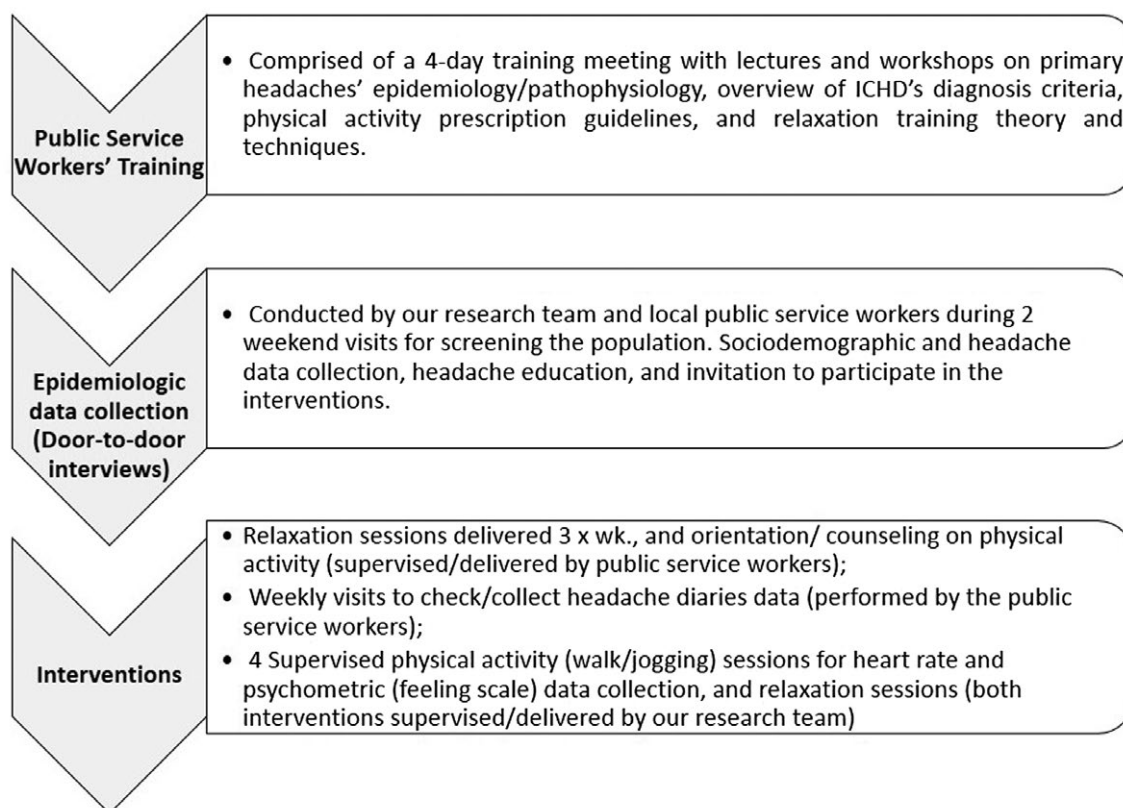 • Comprised of a 4-day training meeting with lectures and workshops on primary
headaches’ epidemiology/pathophysiology, overview of ICHD’s diagnosis criteria,
physical activity prescription guidelines, and relaxation training theory and
techniques.
Public Service
Workers’ Training
• Conducted by our research team and local public service workers during 2
weekend visits for screening the population. Sociodemographic and headache
data collection, headache education, and invitation to participate in the
interventions.
Epidemiologic
data collection
(Door-to-door
interviews)
• Relaxation sessions delivered 3 x wk., and orientation/ counseling on physical
activity (supervised/delivered by public service workers);
• Weekly visits to check/collect headache diaries data (performed by the public
service workers);
• 4 Supervised physical activity (walk/jogging) sessions for heart rate and
psychometric (feeling scale) data collection, and relaxation sessions (both
interventions supervised/delivered by our research team)
Interventions